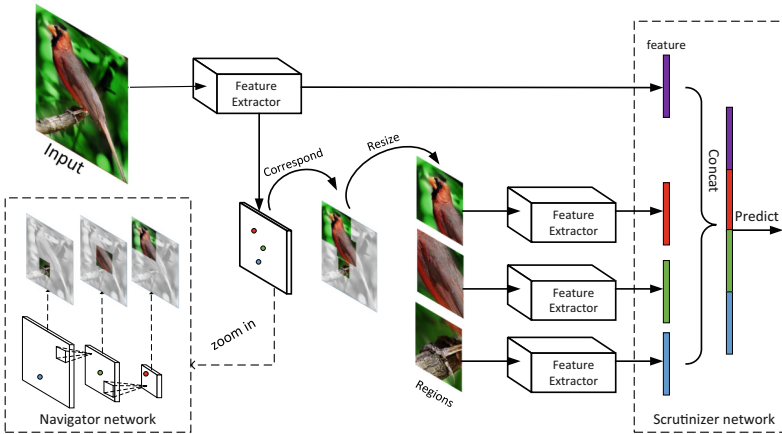 feature
Feature
Extractor
Input
Correspond
Resize
Concat
Feature
Extractor
Predict
Feature
Extractor
zoom in
Feature
Extractor
Regions
Navigator network
Scrutinizer network